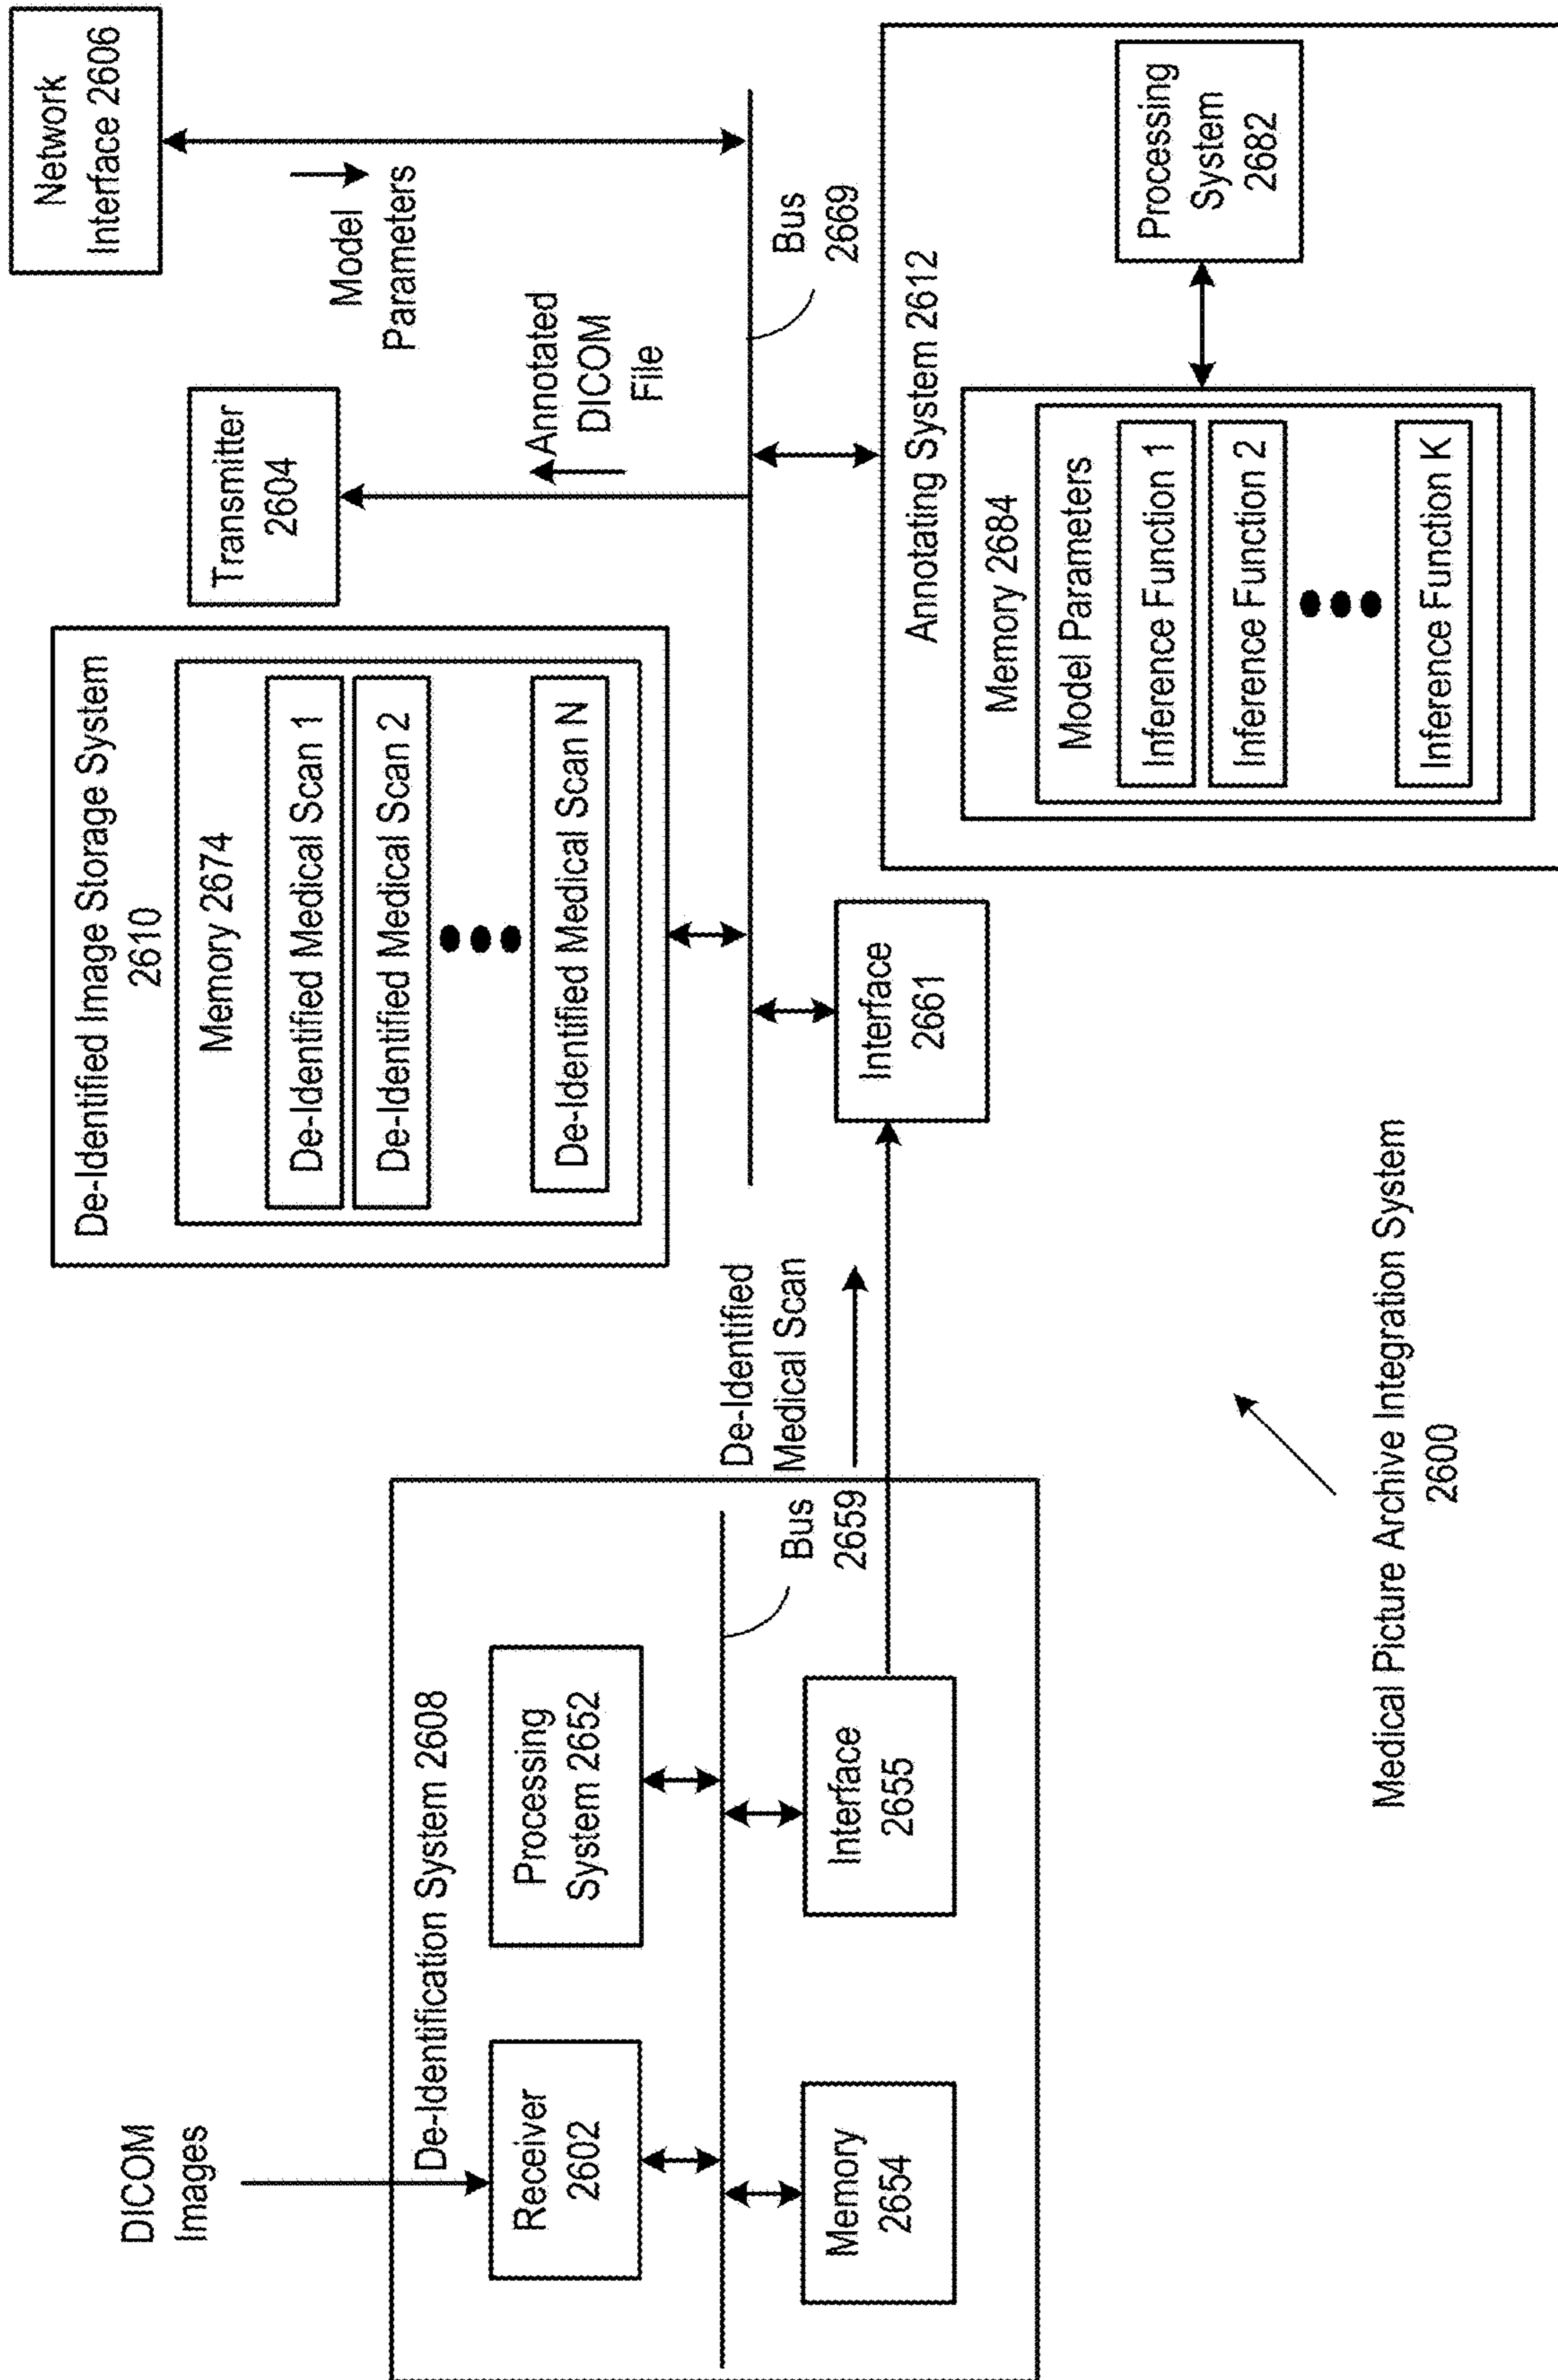 DICOM
Images
De-Identification System 2608
Receiver
2602
Processing
System 2652
Bus
2659
Memory
2654
Interface
2655
De-Identified
Medical Scan
De-Identified Image Storage System
2610
Memory 2674
De-Identified Medical Scan 1
De-Identified Medical Scan 2
De-Identified Medical Scan N
Transmitter
2604
Annotated
DICOM
File
Network
Interface 2606
Model
Parameters
Bus
2669
Interface
2661
Annotating System 2612
Memory 2684
Model Parameters
Inference Function 1
Inference Function 2
Inference Function K
Processing
System
2682
Medical Picture Archive Integration System
2600